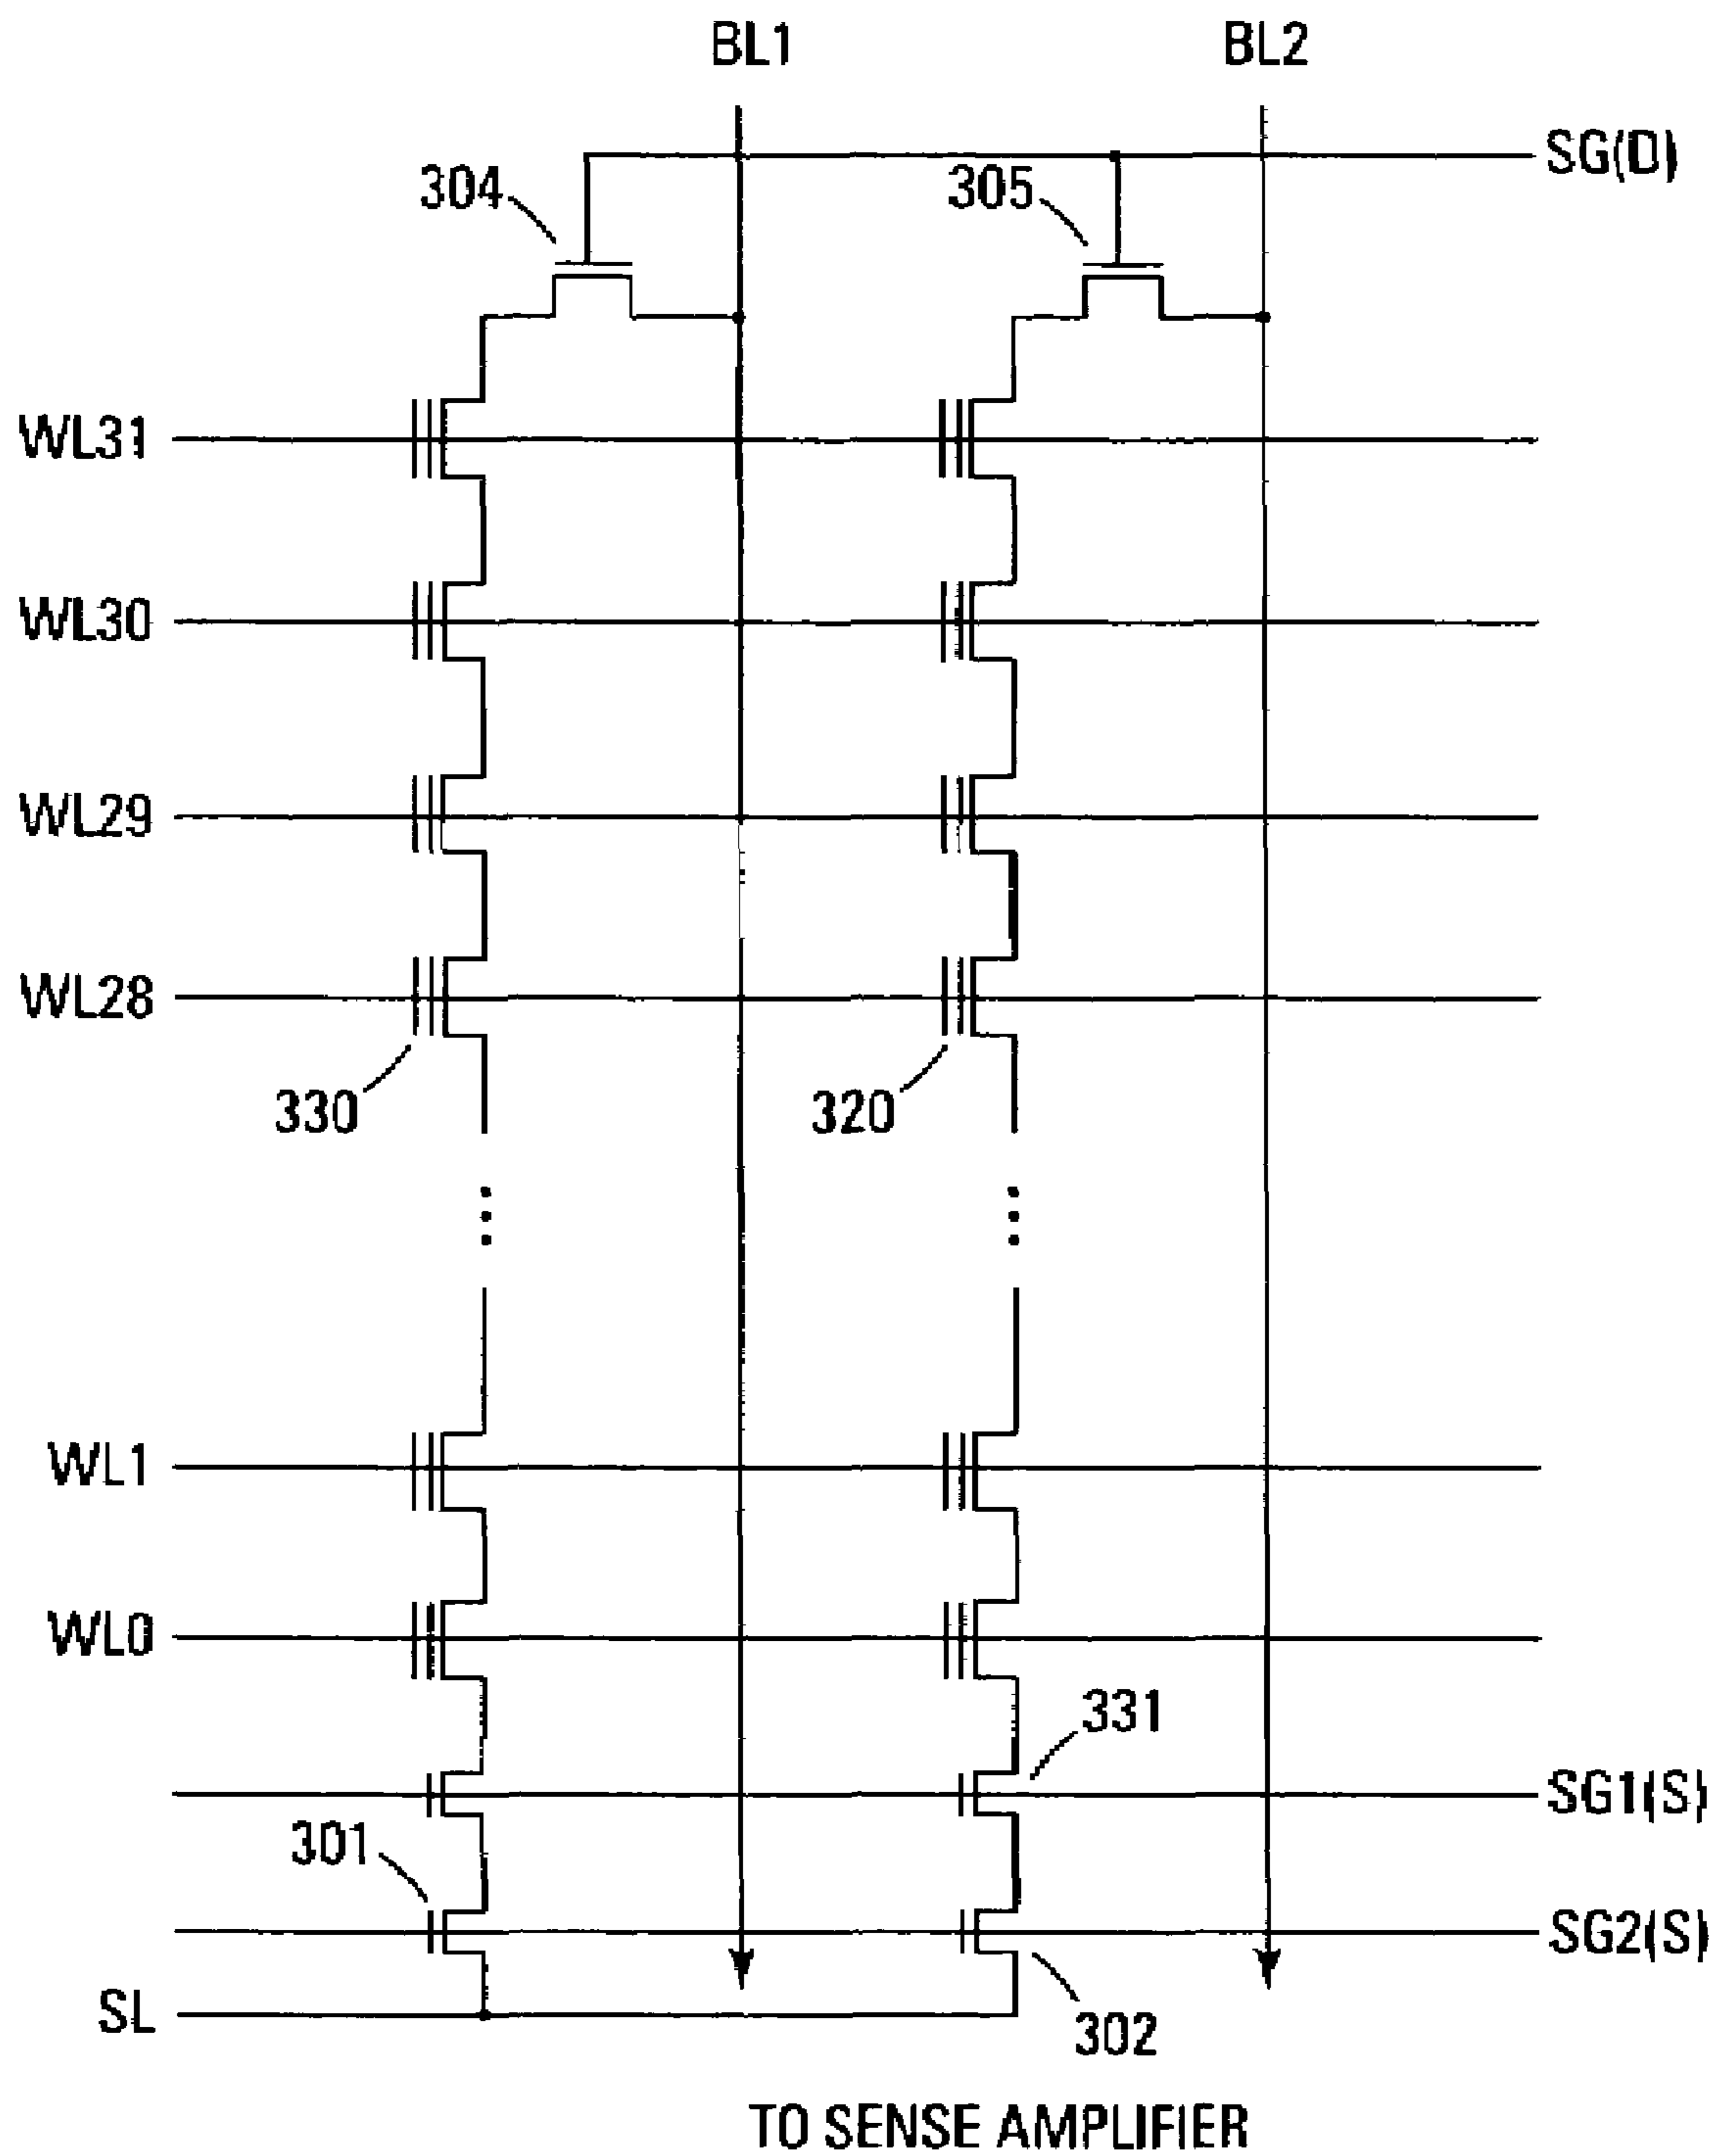 BL1 BL2
SG(D)
304 305
WL31
WL30
WL29
WL28
330 320
WL1
WL0
331
SG1(S)
301
SG2(S)
SL
302
TO SENSE AMPLIFIER